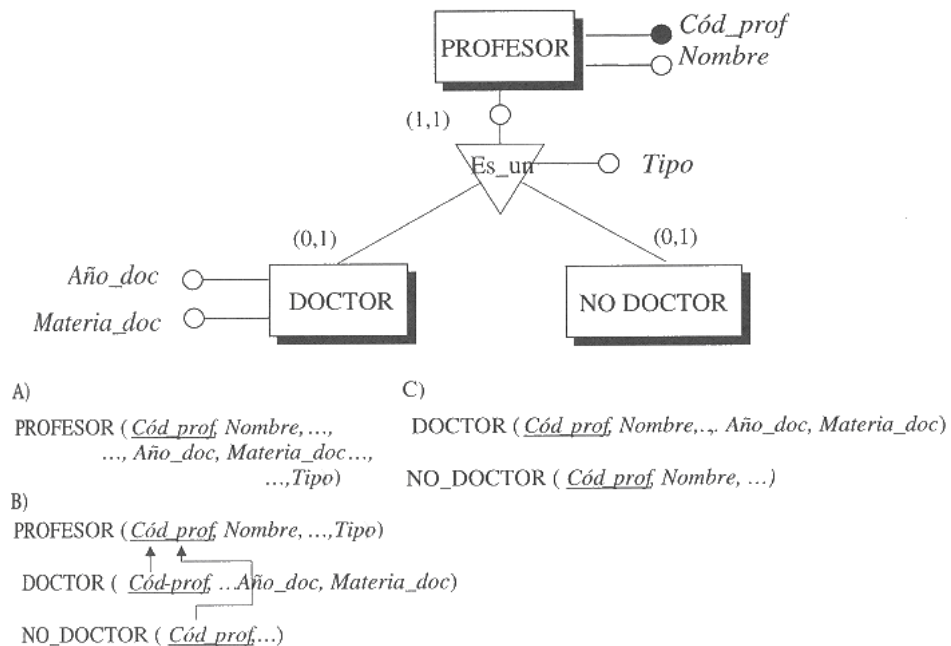 Cód_prof
PROFESOR
Nombre
(1,1)
Es_un
Tipo
(0,1)
(0,1)
Año_doc
DOCTOR
NO DOCTOR
Materia_doc
A)
PROFESOR ( Cód_prof, Nombre, …,
…, Año_doc, Materia_doc…,
…,Tipo)
B)
PROFESOR ( Cód_prof, Nombre, …,Tipo)
DOCTOR ( Cód-prof, …Año_doc, Materia_doc)
NO_DOCTOR ( Cód_prof,…)
C)
DOCTOR ( Cód_prof, Nombre,.,. Año_doc, Materia_doc)
NO_DOCTOR ( Cód_prof, Nombre, …)